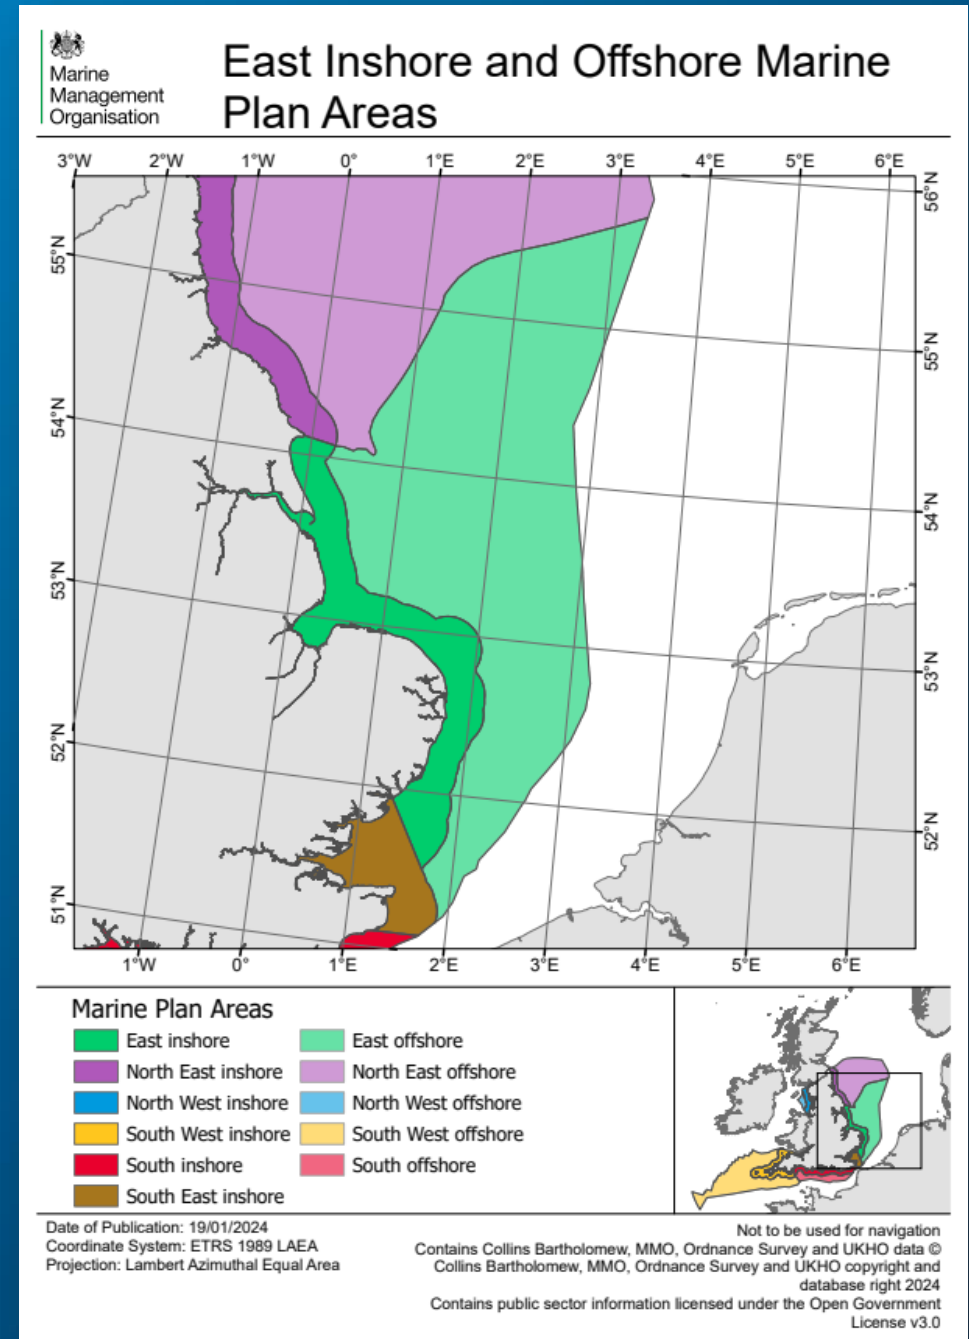 Marine
Management
Organisation
East Inshore and Offshore Marine
Plan Areas
3°W 2°W 1°W 0° 1°E 2°E 3°E 4°E 5°E 6°E
56°N
55°N
55°N
54°N
54°N
53°N
53°N
52°N
52°N
51°N
1°W 0° 1°E 2°E 3°E 4°E 5°E 6°E
Marine Plan Areas
East inshore
East offshore
North East inshore
North East offshore
North West inshore
North West offshore
South West inshore
South West offshore
South inshore
South offshore
South East inshore
Date of Publication: 19/01/2024
Coordinate System: ETRS 1989 LAEA
Projection: Lambert Azimuthal Equal Area
Not to be used for navigation
Contains Collins Bartholomew, MMO, Ordnance Survey and UKHO data ©
Collins Bartholomew, MMO, Ordnance Survey and UKHO copyright and
database right 2024
Contains public sector information licensed under the Open Government
License v3.0